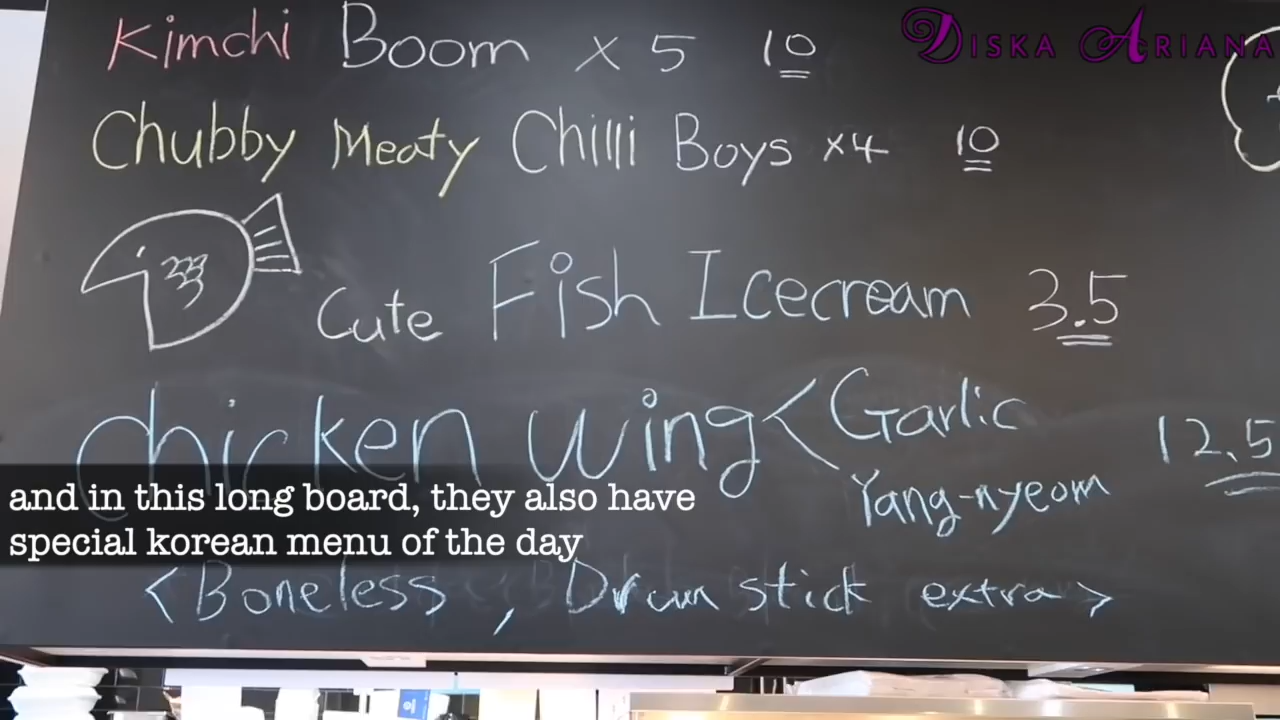 Kimchi Boom x 5 10
DISKA ARIANA
Chubby Meaty Chilli Boys x4 10
Cute Fish Icecream 3.5
chicken wing < Garlic 12.5
Yang-nyeom
and in this long board, they also have
special korean menu of the day
<Boneless, Drum stick extra>